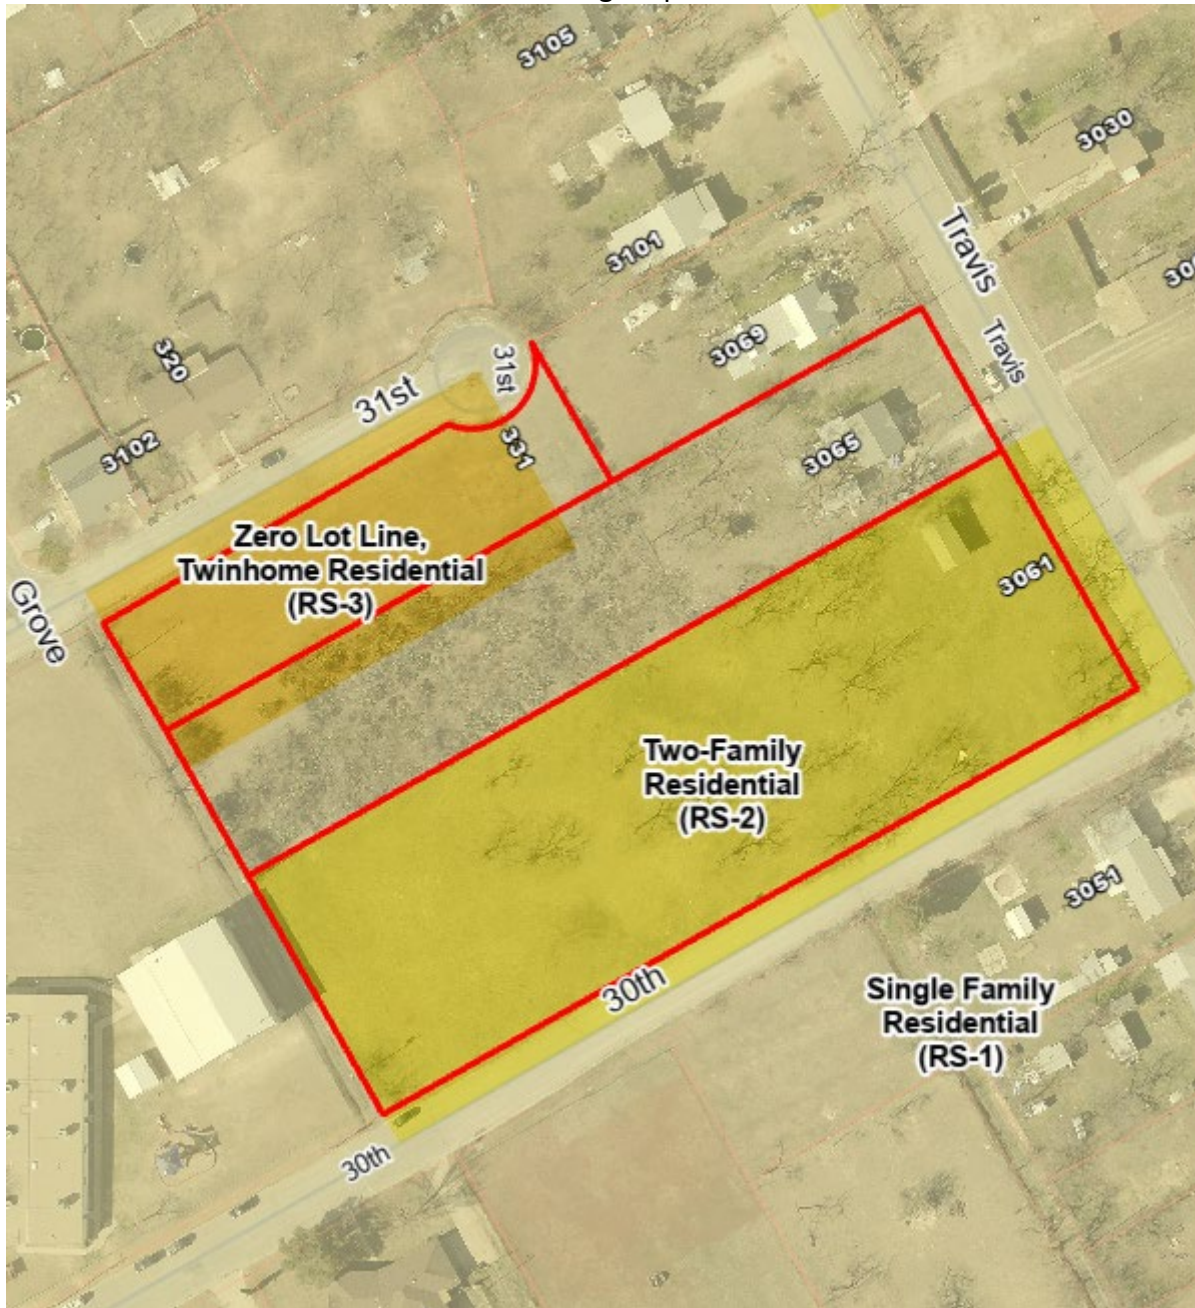 3105
3030
Travis
3101
Travis
3069
31st
320
31st
3102
331
3065
Zero Lot Line,
Twinhome Residential
(RS-3)
Grove
3061
Two-Family
Residential
(RS-2)
3051
30th
Single Family
Residential
(RS-1)
30th